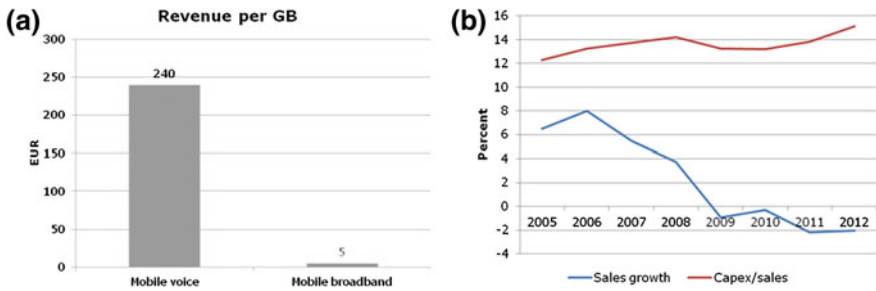 (a)
Revenue per GB
EUR
300
250
200
150
100
50
0
240
5
Mobile voice
Mobile broadband
(b)
Percent
16
14
12
10
8
6
4
2
0
-2
-4
2005 2006 2007 2008 2009 2010 2011 2012
Sales growth
Capex/sales